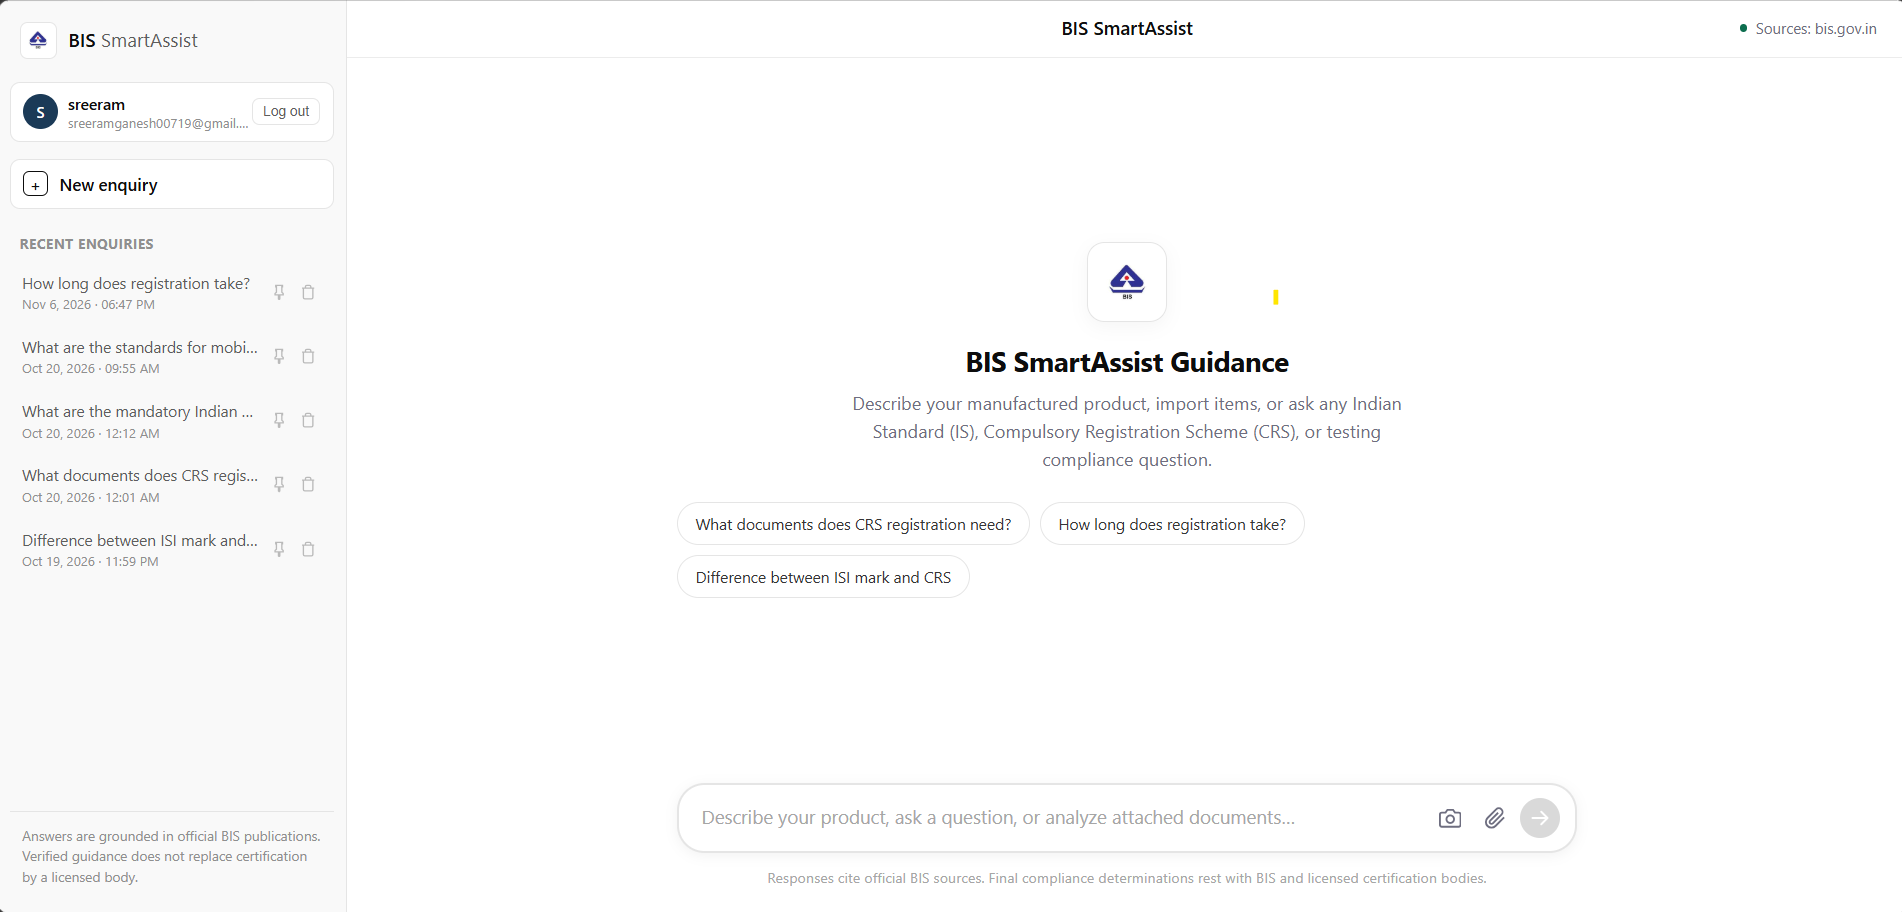 BIS SmartAssist
S
sreeram
sreeramganesh00719@gmail....
Log out
+ New enquiry
RECENT ENQUIRIES
How long does registration take?
Nov 6, 2026 · 06:47 PM
What are the standards for mobi...
Oct 20, 2026 · 09:55 AM
What are the mandatory Indian ...
Oct 20, 2026 · 12:12 AM
What documents does CRS regis...
Oct 20, 2026 · 12:01 AM
Difference between ISI mark and...
Oct 19, 2026 · 11:59 PM
Answers are grounded in official BIS publications.
Verified guidance does not replace certification
by a licensed body.
BIS SmartAssist
Sources: bis.gov.in
BIS
BIS SmartAssist Guidance
Describe your manufactured product, import items, or ask any Indian
Standard (IS), Compulsory Registration Scheme (CRS), or testing
compliance question.
What documents does CRS registration need?
How long does registration take?
Difference between ISI mark and CRS
Describe your product, ask a question, or analyze attached documents...
Responses cite official BIS sources. Final compliance determinations rest with BIS and licensed certification bodies.